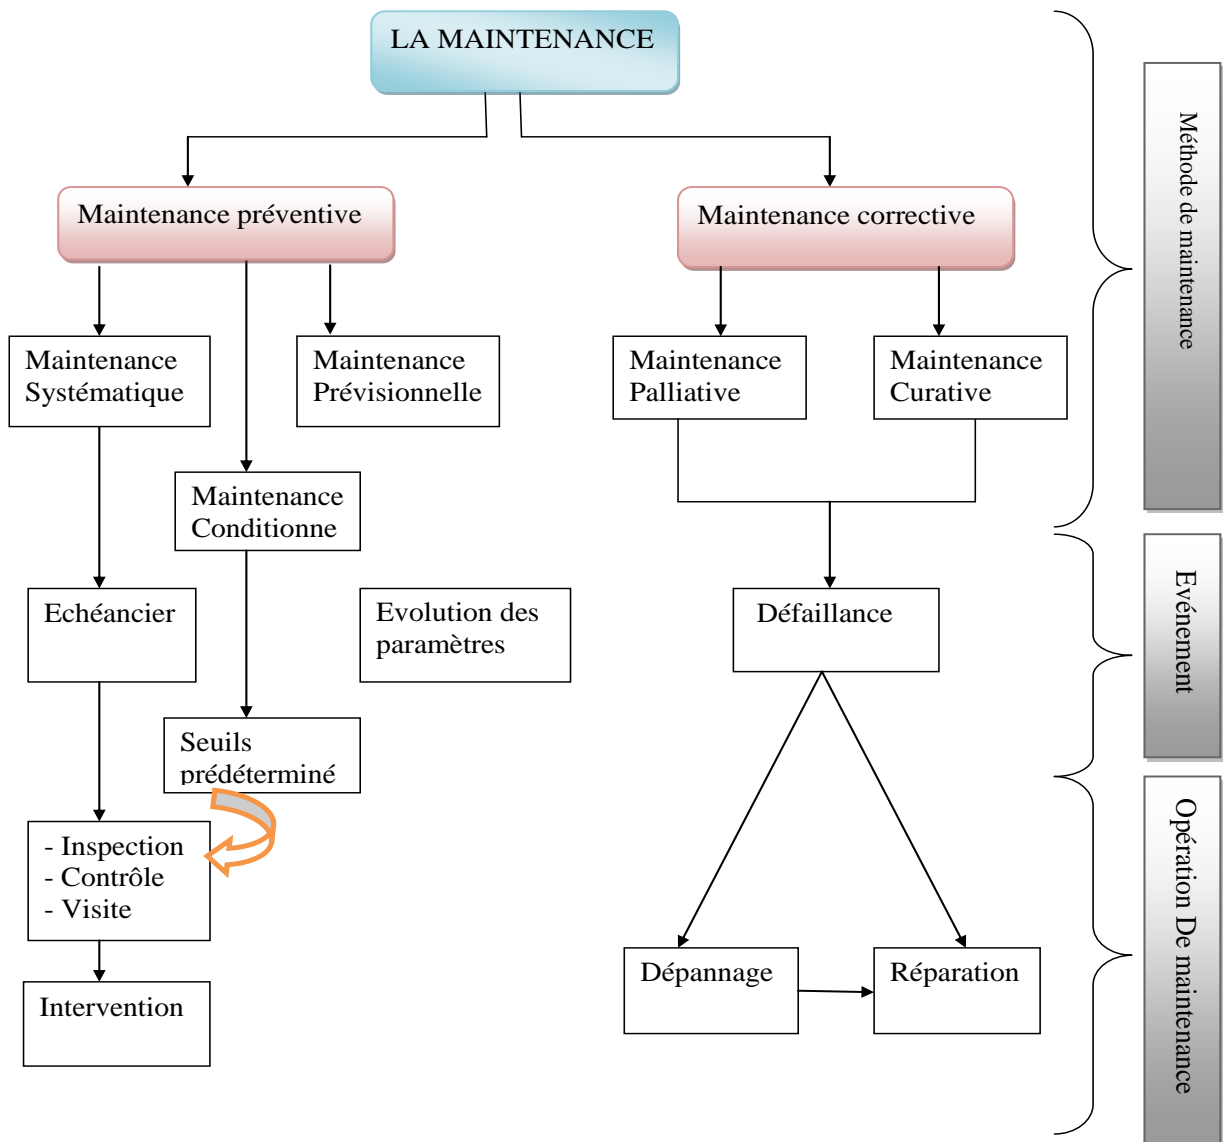 LA MAINTENANCE
Méthode de maintenance
Maintenance préventive
Maintenance corrective
Maintenance
Systématique
Maintenance
Prévisionnelle
Maintenance
Palliative
Maintenance
Curative
Maintenance
Conditionne
Evénement
Echéancier
Evolution des
paramètres
Défaillance
Seuils
prédéterminé
Opération De maintenance
- Inspection
- Contrôle
- Visite
Dépannage
Réparation
Intervention